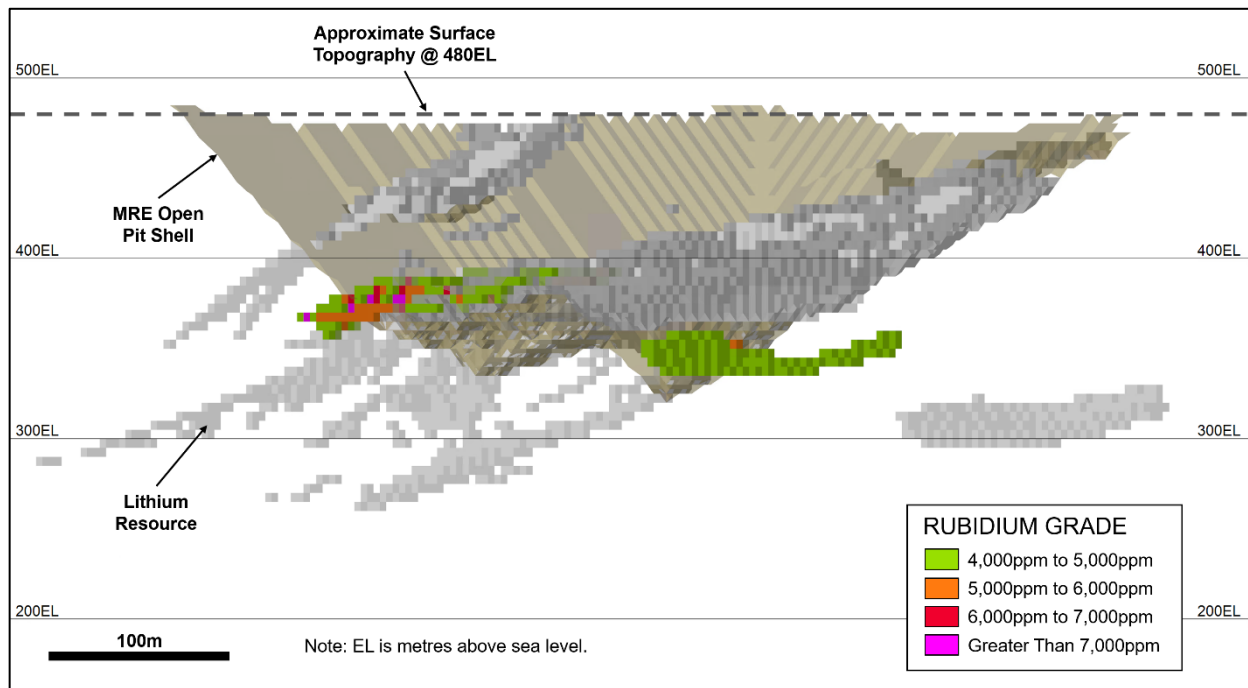 Approximate Surface
Topography @ 480EL
500EL
500EL
MRE Open
Pit Shell
400EL
400EL
300EL
300EL
Lithium
Resource
RUBIDIUM GRADE
4,000ppm to 5,000ppm
5,000ppm to 6,000ppm
6,000ppm to 7,000ppm
Greater Than 7,000ppm
200EL
200EL
100m
Note: EL is metres above sea level.